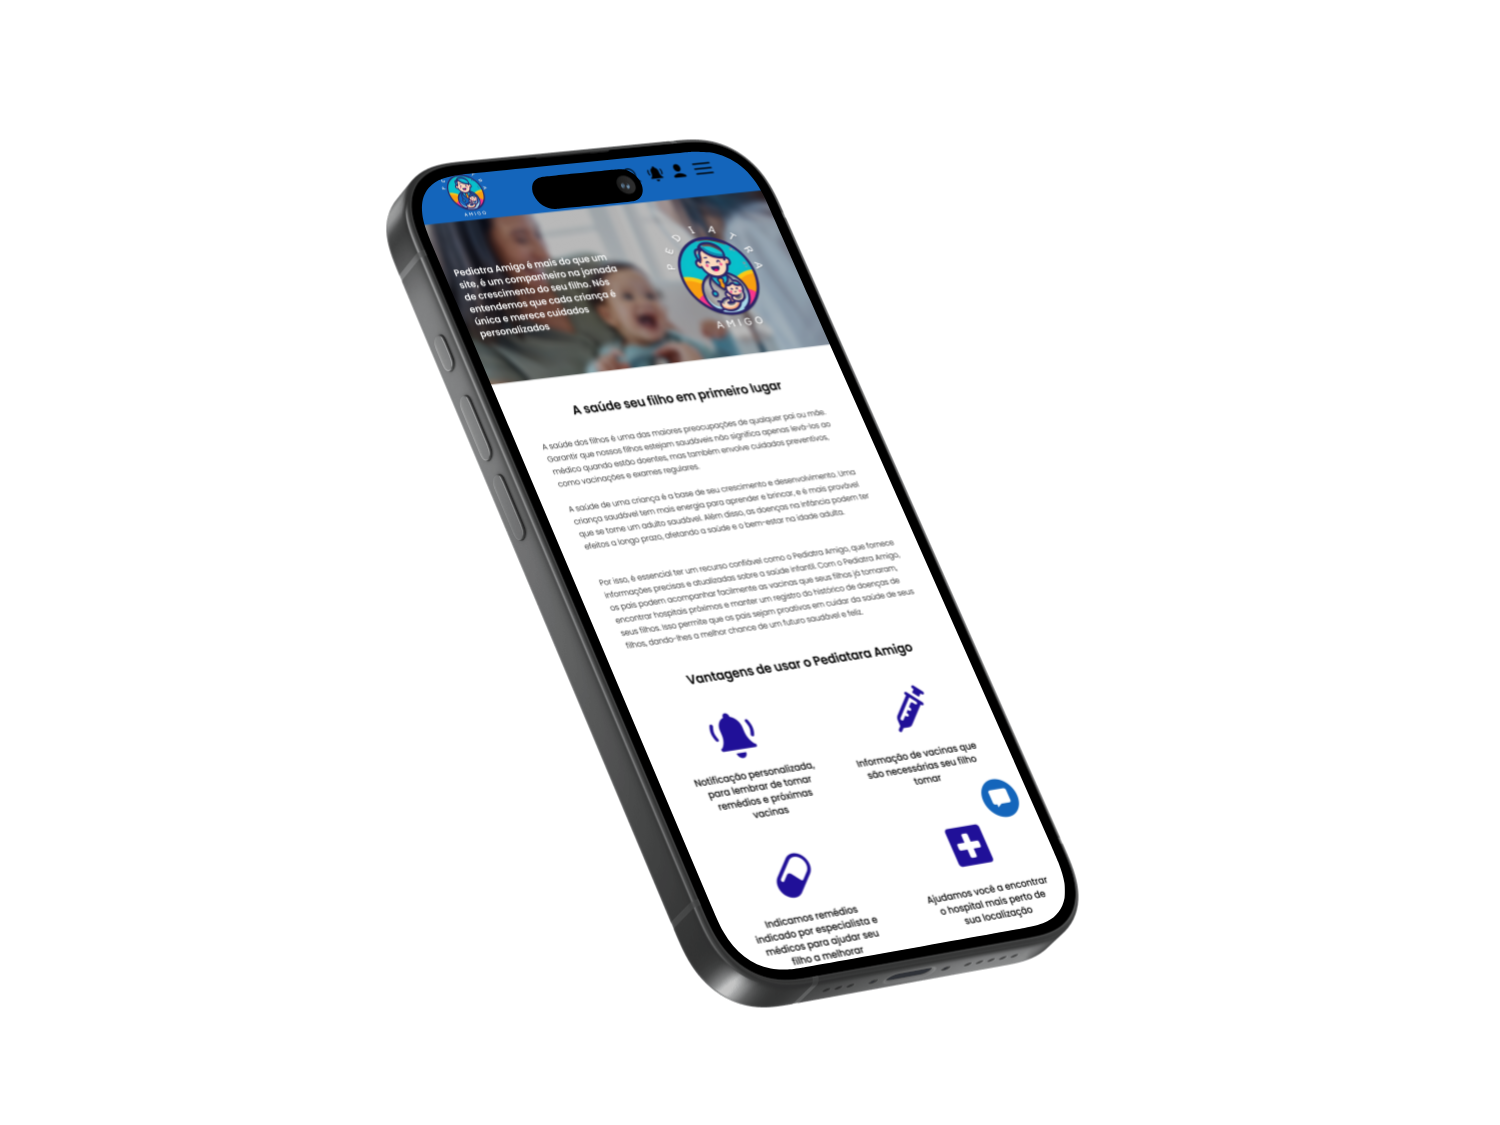 AMIGO
PEDIATRA
AMIGO
Pediatra Amigo é mais do que um
site, é um companheiro na jornada
de crescimento do seu filho. Nós
entendemos que cada criança é
única e merece cuidados
personalizados
A saúde seu filho em primeiro lugar
A saúde dos filhos é uma das maiores preocupações de qualquer pai ou mãe.
Garantir que nossos filhos estejam saudáveis não significa apenas levá-los ao
médico quando estão doentes, mas também envolve cuidados preventivos,
como vacinações e exames regulares.
A saúde de uma criança é a base de seu crescimento e desenvolvimento. Uma
criança saudável tem mais energia para aprender e brincar, e é mais provável
que se torne um adulto saudável. Além disso, as doenças na infância podem ter
efeitos a longo prazo, afetando a saúde e o bem-estar na idade adulta.
Por isso, é essencial ter um recurso confiável como o Pediatra Amigo, que fornece
informações precisas e atualizadas sobre a saúde infantil. Com o Pediatra Amigo,
os pais podem acompanhar facilmente as vacinas que seus filhos já tomaram,
encontrar hospitais próximos e manter um registro do histórico de doenças de
seus filhos. Isso permite que os pais sejam proativos em cuidar da saúde de seus
filhos, dando-lhes a melhor chance de um futuro saudável e feliz.
Vantagens de usar o Pediatara Amigo
Notificação personalizada,
para lembrar de tomar
remédios e próximas
vacinas
Informação de vacinas que
são necessárias seu filho
tomar
Indicamos remédios
indicado por especialista e
médicos para ajudar seu
filho a melhorar
Ajudamos você a encontrar
o hospital mais perto de
sua localização